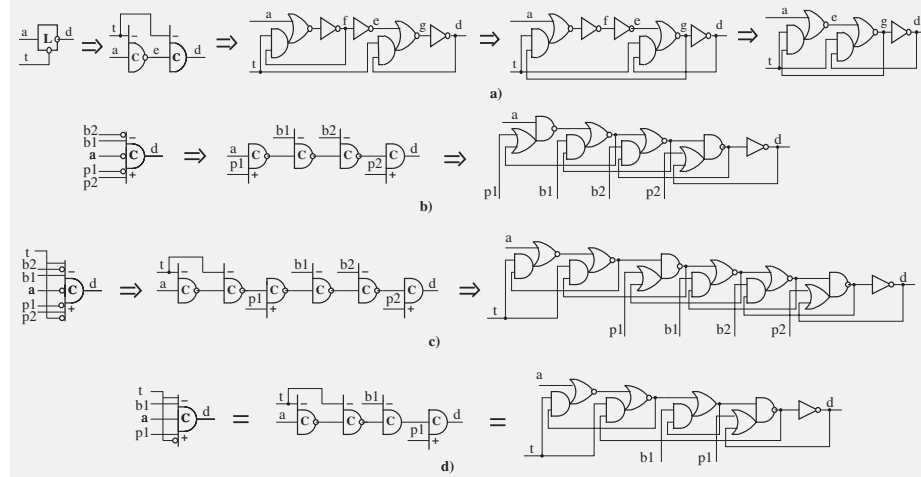 a L d t
t − a C e C d
a f e g d t
a f e g d t
a e g d t
a)
b2 b1 a p1 p2 − C + d
a p1 C + b1 − C b2 − C p2 C + d
a d p1 b1 b2 p2
b)
t b2 b1 a p1 p2 − C + d
t − a C C p1 C + b1 − C b2 − C p2 C + d
a d t p1 b1 b2 p2
c)
t b1 a p1 − C + d
=
t − a C C b1 − C p1 C + d
=
a d t b1 p1
d)